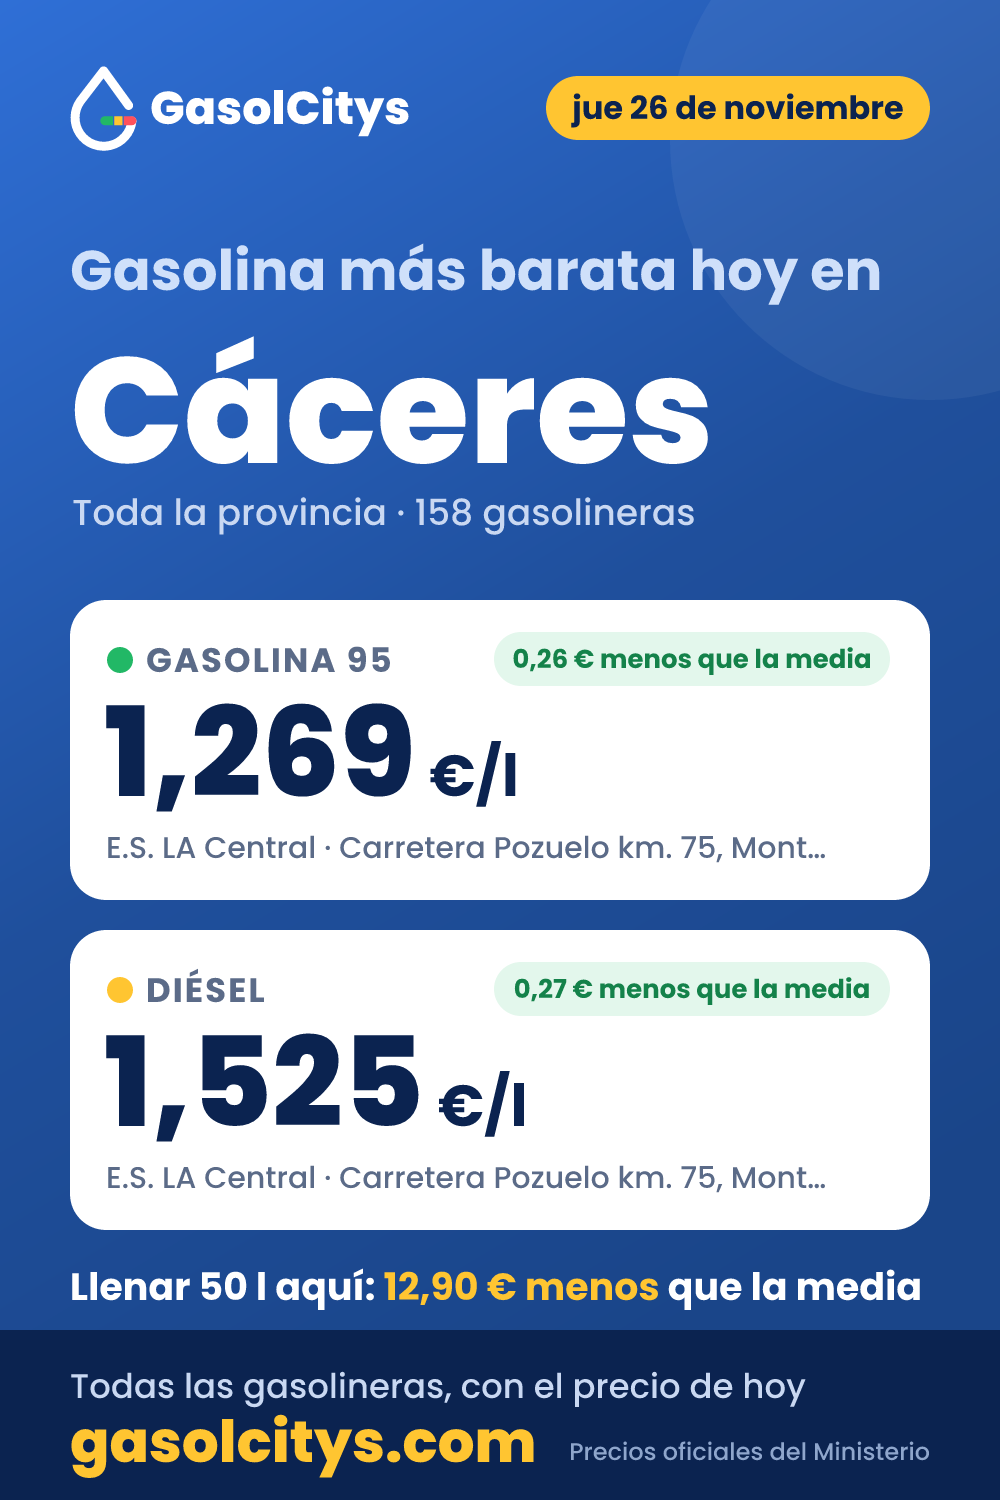 GasolCitys
jue 26 de noviembre
Gasolina más barata hoy en
Cáceres
Toda la provincia · 158 gasolineras
GASOLINA 95
0,26 € menos que la media
1,269 €/l
E.S. LA Central · Carretera Pozuelo km. 75, Mont...
DIÉSEL
0,27 € menos que la media
1,525 €/l
E.S. LA Central · Carretera Pozuelo km. 75, Mont...
Llenar 50 l aquí: 12,90 € menos que la media
Todas las gasolineras, con el precio de hoy
gasolcitys.com
Precios oficiales del Ministerio